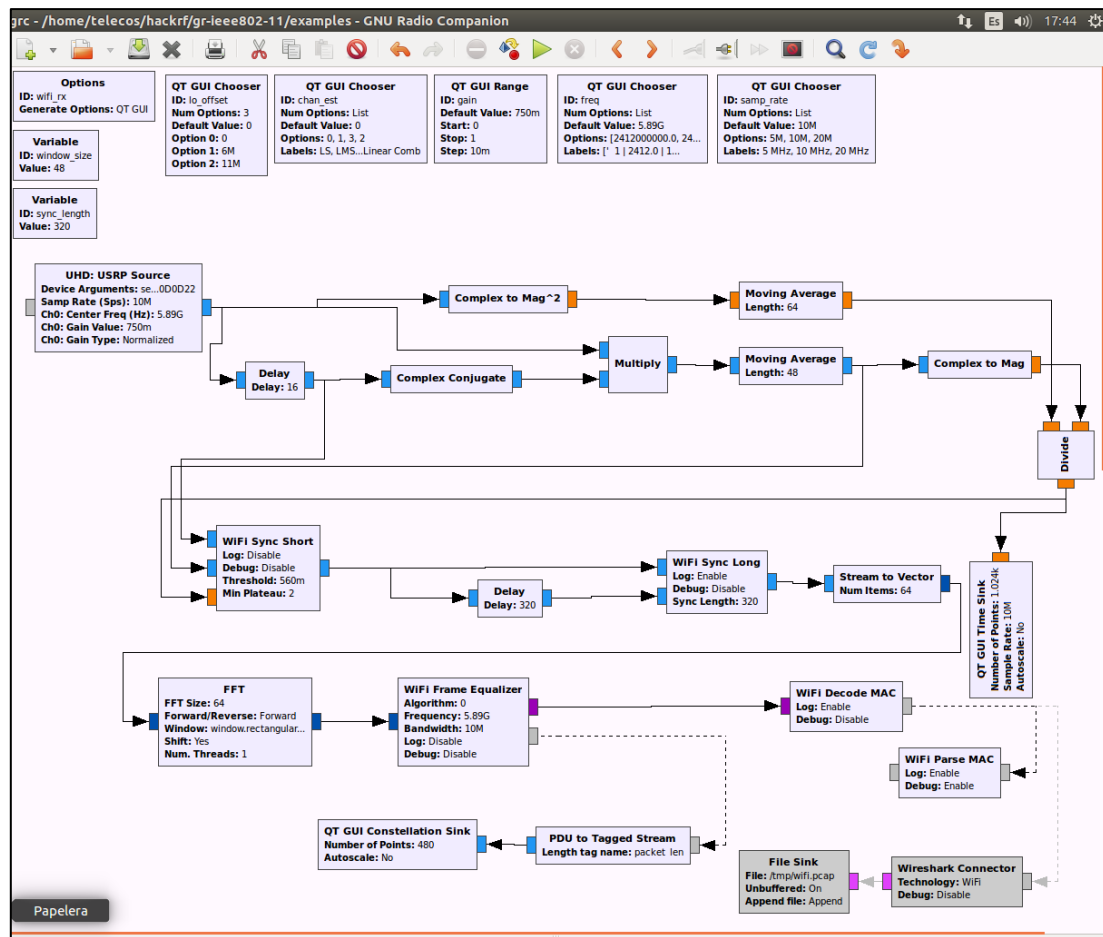 grc - /home/telecos/hackrf/gr-ieee802-11/examples - GNU Radio Companion
Es
17:44
Options
ID: wifi_rx
Generate Options: QT GUI
QT GUI Chooser
ID: lo_offset
Num Options: 3
Default Value: 0
Option 0: 0
Option 1: 6M
Option 2: 11M
QT GUI Chooser
ID: chan_est
Num Options: List
Default Value: 0
Options: 0, 1, 3, 2
Labels: LS, LMS...Linear Comb
QT GUI Range
ID: gain
Default Value: 750m
Start: 0
Stop: 1
Step: 10m
QT GUI Chooser
ID: freq
Num Options: List
Default Value: 5.89G
Options: [2412000000.0, 24...
Labels: [' 1 | 2412.0 | 1...
QT GUI Chooser
ID: samp_rate
Num Options: List
Default Value: 10M
Options: 5M, 10M, 20M
Labels: 5 MHz, 10 MHz, 20 MHz
Variable
ID: window_size
Value: 48
Variable
ID: sync_length
Value: 320
UHD: USRP Source
Device Arguments: se...0D0D22
Samp Rate (Sps): 10M
Ch0: Center Freq (Hz): 5.89G
Ch0: Gain Value: 750m
Ch0: Gain Type: Normalized
Complex to Mag^2
Moving Average
Length: 64
Delay
Delay: 16
Complex Conjugate
Multiply
Moving Average
Length: 48
Complex to Mag
Divide
WiFi Sync Short
Log: Disable
Debug: Disable
Threshold: 560m
Min Plateau: 2
Delay
Delay: 320
WiFi Sync Long
Log: Enable
Debug: Disable
Sync Length: 320
Stream to Vector
Num Items: 64
QT GUI Time Sink
Number of Points: 1.024k
Sample Rate: 10M
Autoscale: No
FFT
FFT Size: 64
Forward/Reverse: Forward
Window: window.rectangular...
Shift: Yes
Num. Threads: 1
WiFi Frame Equalizer
Algorithm: 0
Frequency: 5.89G
Bandwidth: 10M
Log: Disable
Debug: Disable
WiFi Decode MAC
Log: Enable
Debug: Disable
WiFi Parse MAC
Log: Enable
Debug: Enable
QT GUI Constellation Sink
Number of Points: 480
Autoscale: No
PDU to Tagged Stream
Length tag name: packet_len
File Sink
File: /tmp/wifi.pcap
Unbuffered: On
Append file: Append
Wireshark Connector
Technology: WiFi
Debug: Disable
Papelera